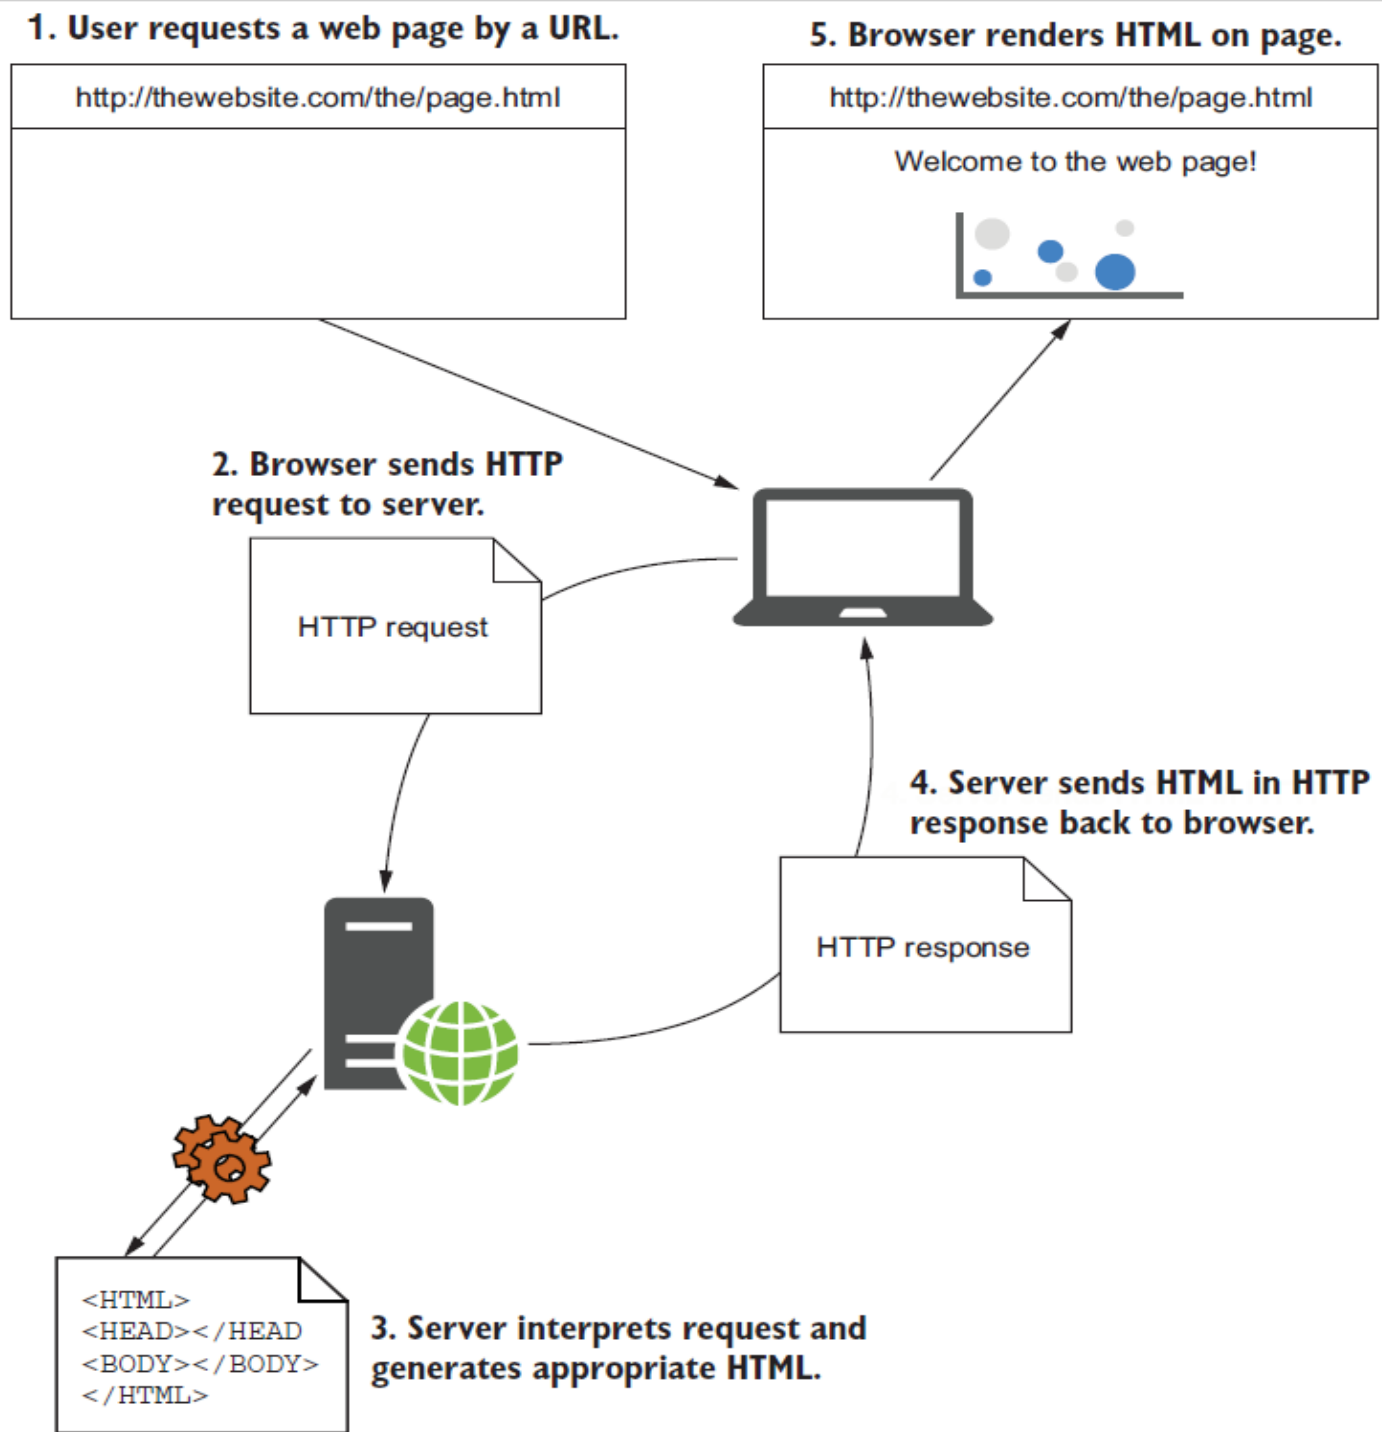 1. User requests a web page by a URL.
http://thewebsite.com/the/page.html
2. Browser sends HTTP
request to server.
HTTP request
<HTML>
<HEAD></HEAD
<BODY></BODY>
</HTML>
3. Server interprets request and
generates appropriate HTML.
4. Server sends HTML in HTTP
response back to browser.
HTTP response
5. Browser renders HTML on page.
http://thewebsite.com/the/page.html
Welcome to the web page!